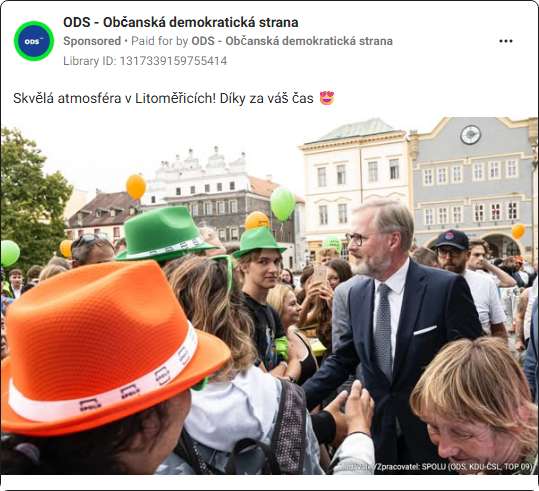 ODS - Občanská demokratická strana
Sponsored • Paid for by ODS - Občanská demokratická strana
Library ID: 1317339159755414
ODS
Skvělá atmosféra v Litoměřicích! Díky za váš čas 😍
SPOLU
/Zpracovatel: SPOLU (ODS, KDU-ČSL, TOP 09)